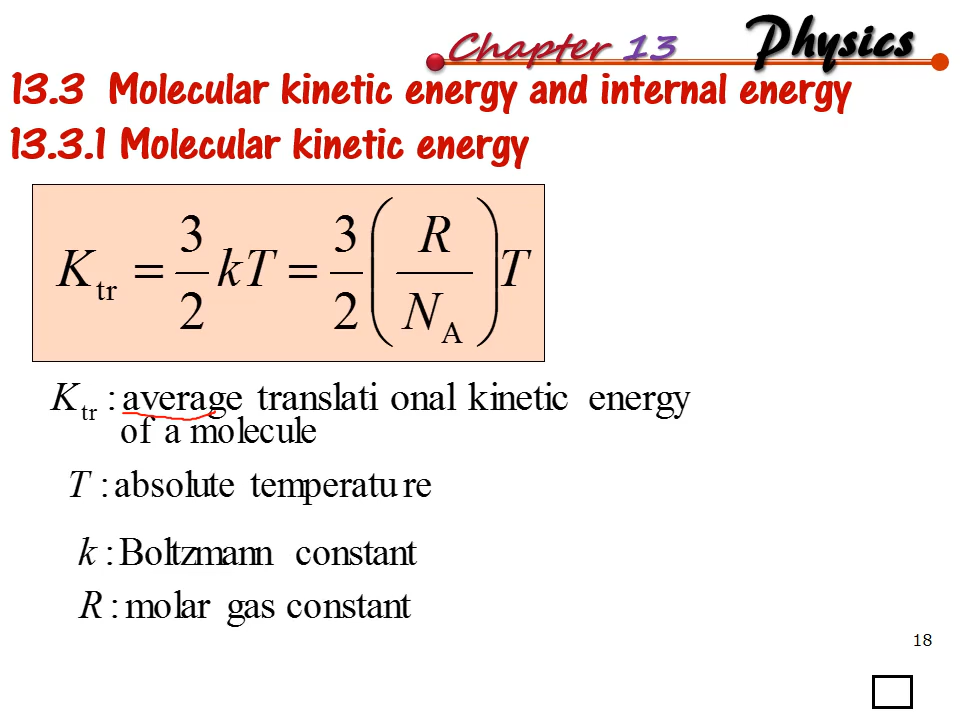 Chapter 13 Physics
13.3 Molecular kinetic energy and internal energy
13.3.1 Molecular kinetic energy
K_tr = 3/2 kT = 3/2 (R/N_A) T
K_tr : average translati onal kinetic energy
of a molecule
T : absolute temperatu re
k : Boltzmann constant
R : molar gas constant
18